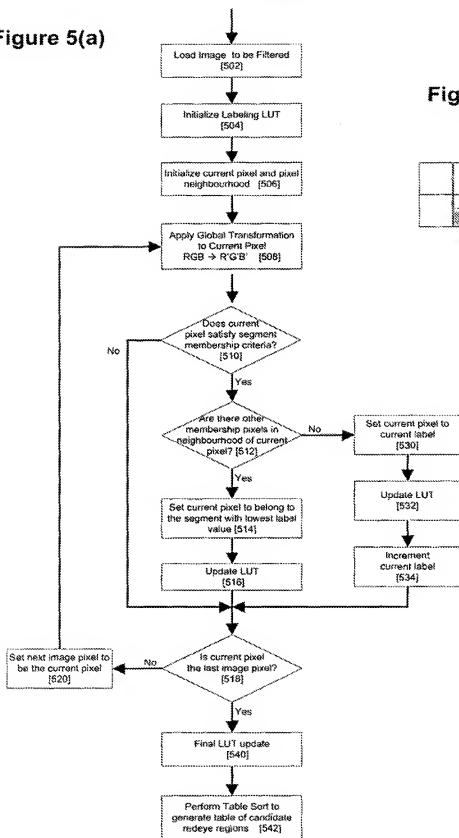 Figure 5(a)
Fig
Load Image to be Filtered
[502]
Initialize Labeling LUT
[504]
Initialize current pixel and pixel
neighbourhood [506]
Apply Global Transformation
to Current Pixel
RGB → R'G'B' [508]
Does current
pixel satisfy segment
membership criteria?
[510]
No
Yes
Are there other
membership pixels in
neighbourhood of current
pixel? [512]
No
Yes
Set current pixel to
current label
[530]
Update LUT
[532]
Increment
current label
[534]
Set current pixel to belong to
the segment with lowest label
value [514]
Update LUT
[516]
Is current pixel
the last image pixel?
[518]
No
Set next image pixel to
be the current pixel
[520]
Yes
Final LUT update
[540]
Perform Table Sort to
generate table of candidate
redeye regions [542]